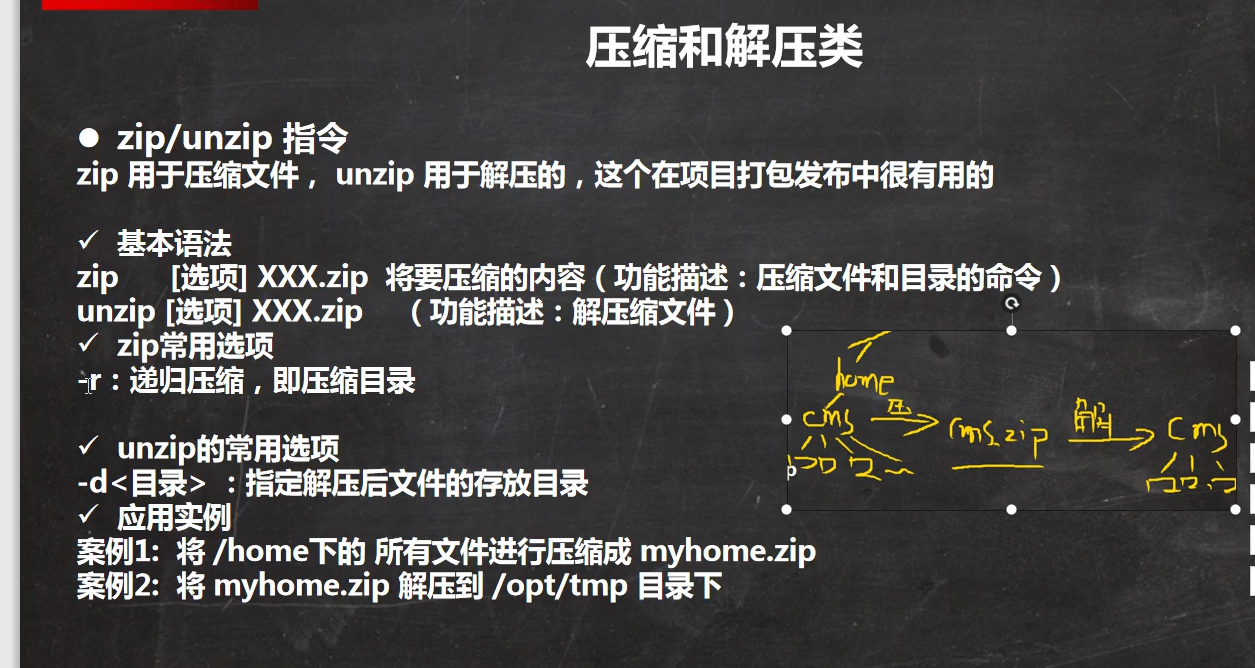 压缩和解压类
● zip/unzip 指令
zip 用于压缩文件， unzip 用于解压的，这个在项目打包发布中很有用的
✓ 基本语法
zip [选项] XXX.zip 将要压缩的内容（功能描述：压缩文件和目录的命令）
unzip [选项] XXX.zip （功能描述：解压缩文件）
✓ zip常用选项
-r：递归压缩，即压缩目录
✓ unzip的常用选项
-d<目录> ：指定解压后文件的存放目录
✓ 应用实例
案例1: 将 /home下的 所有文件进行压缩成 myhome.zip
案例2: 将 myhome.zip 解压到 /opt/tmp 目录下
home
cms 压 cms.zip 解 cms
p